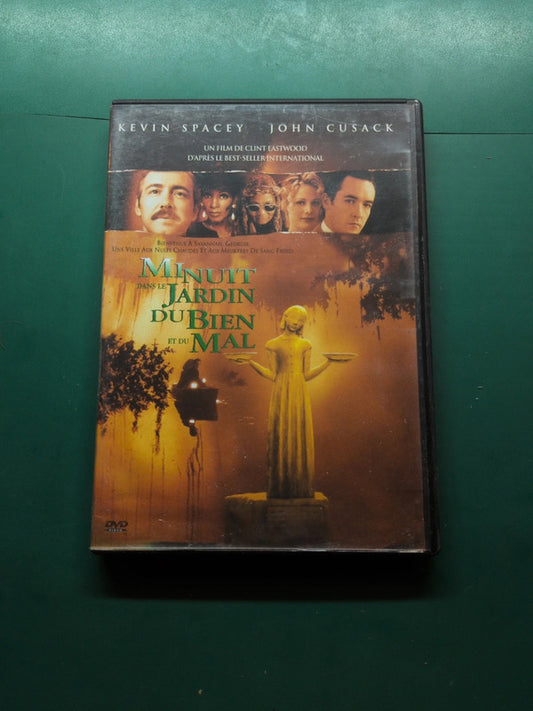 KEVIN SPACEY JOHN CUSACK
UN FILM DE CLINT EASTWOOD
D'APRÈS LE BEST-SELLER INTERNATIONAL
BIENVENUE À SAVANNAH, GEORGIE.
UNE VILLE AUX NUITS CHAUDES ET AUX MEURTRES DE SANG FROID.
MINUIT
DANS LE JARDIN
DU BIEN
ET DU MAL
DVD
VIDEO